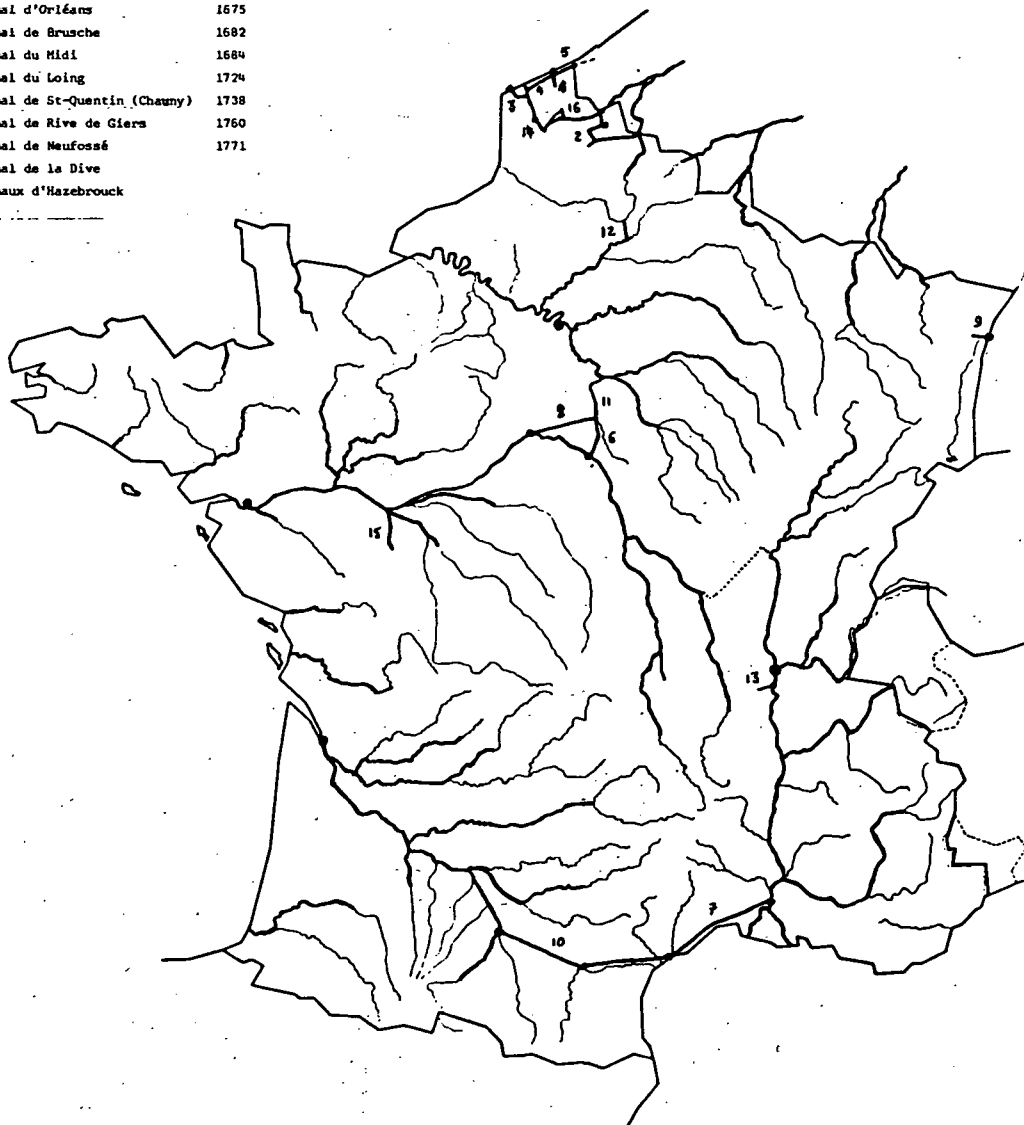 al d'Orléans 1675
al de Brusche 1682
al du Midi 1684
al du Loing 1724
al de St-Quentin (Chauny) 1738
al de Rive de Giers 1760
al de Neufossé 1771
al de la Dive
aux d'Hazebrouck
5
3
4
4
16
14
2
12
9
8
11
6
15
13
7
10